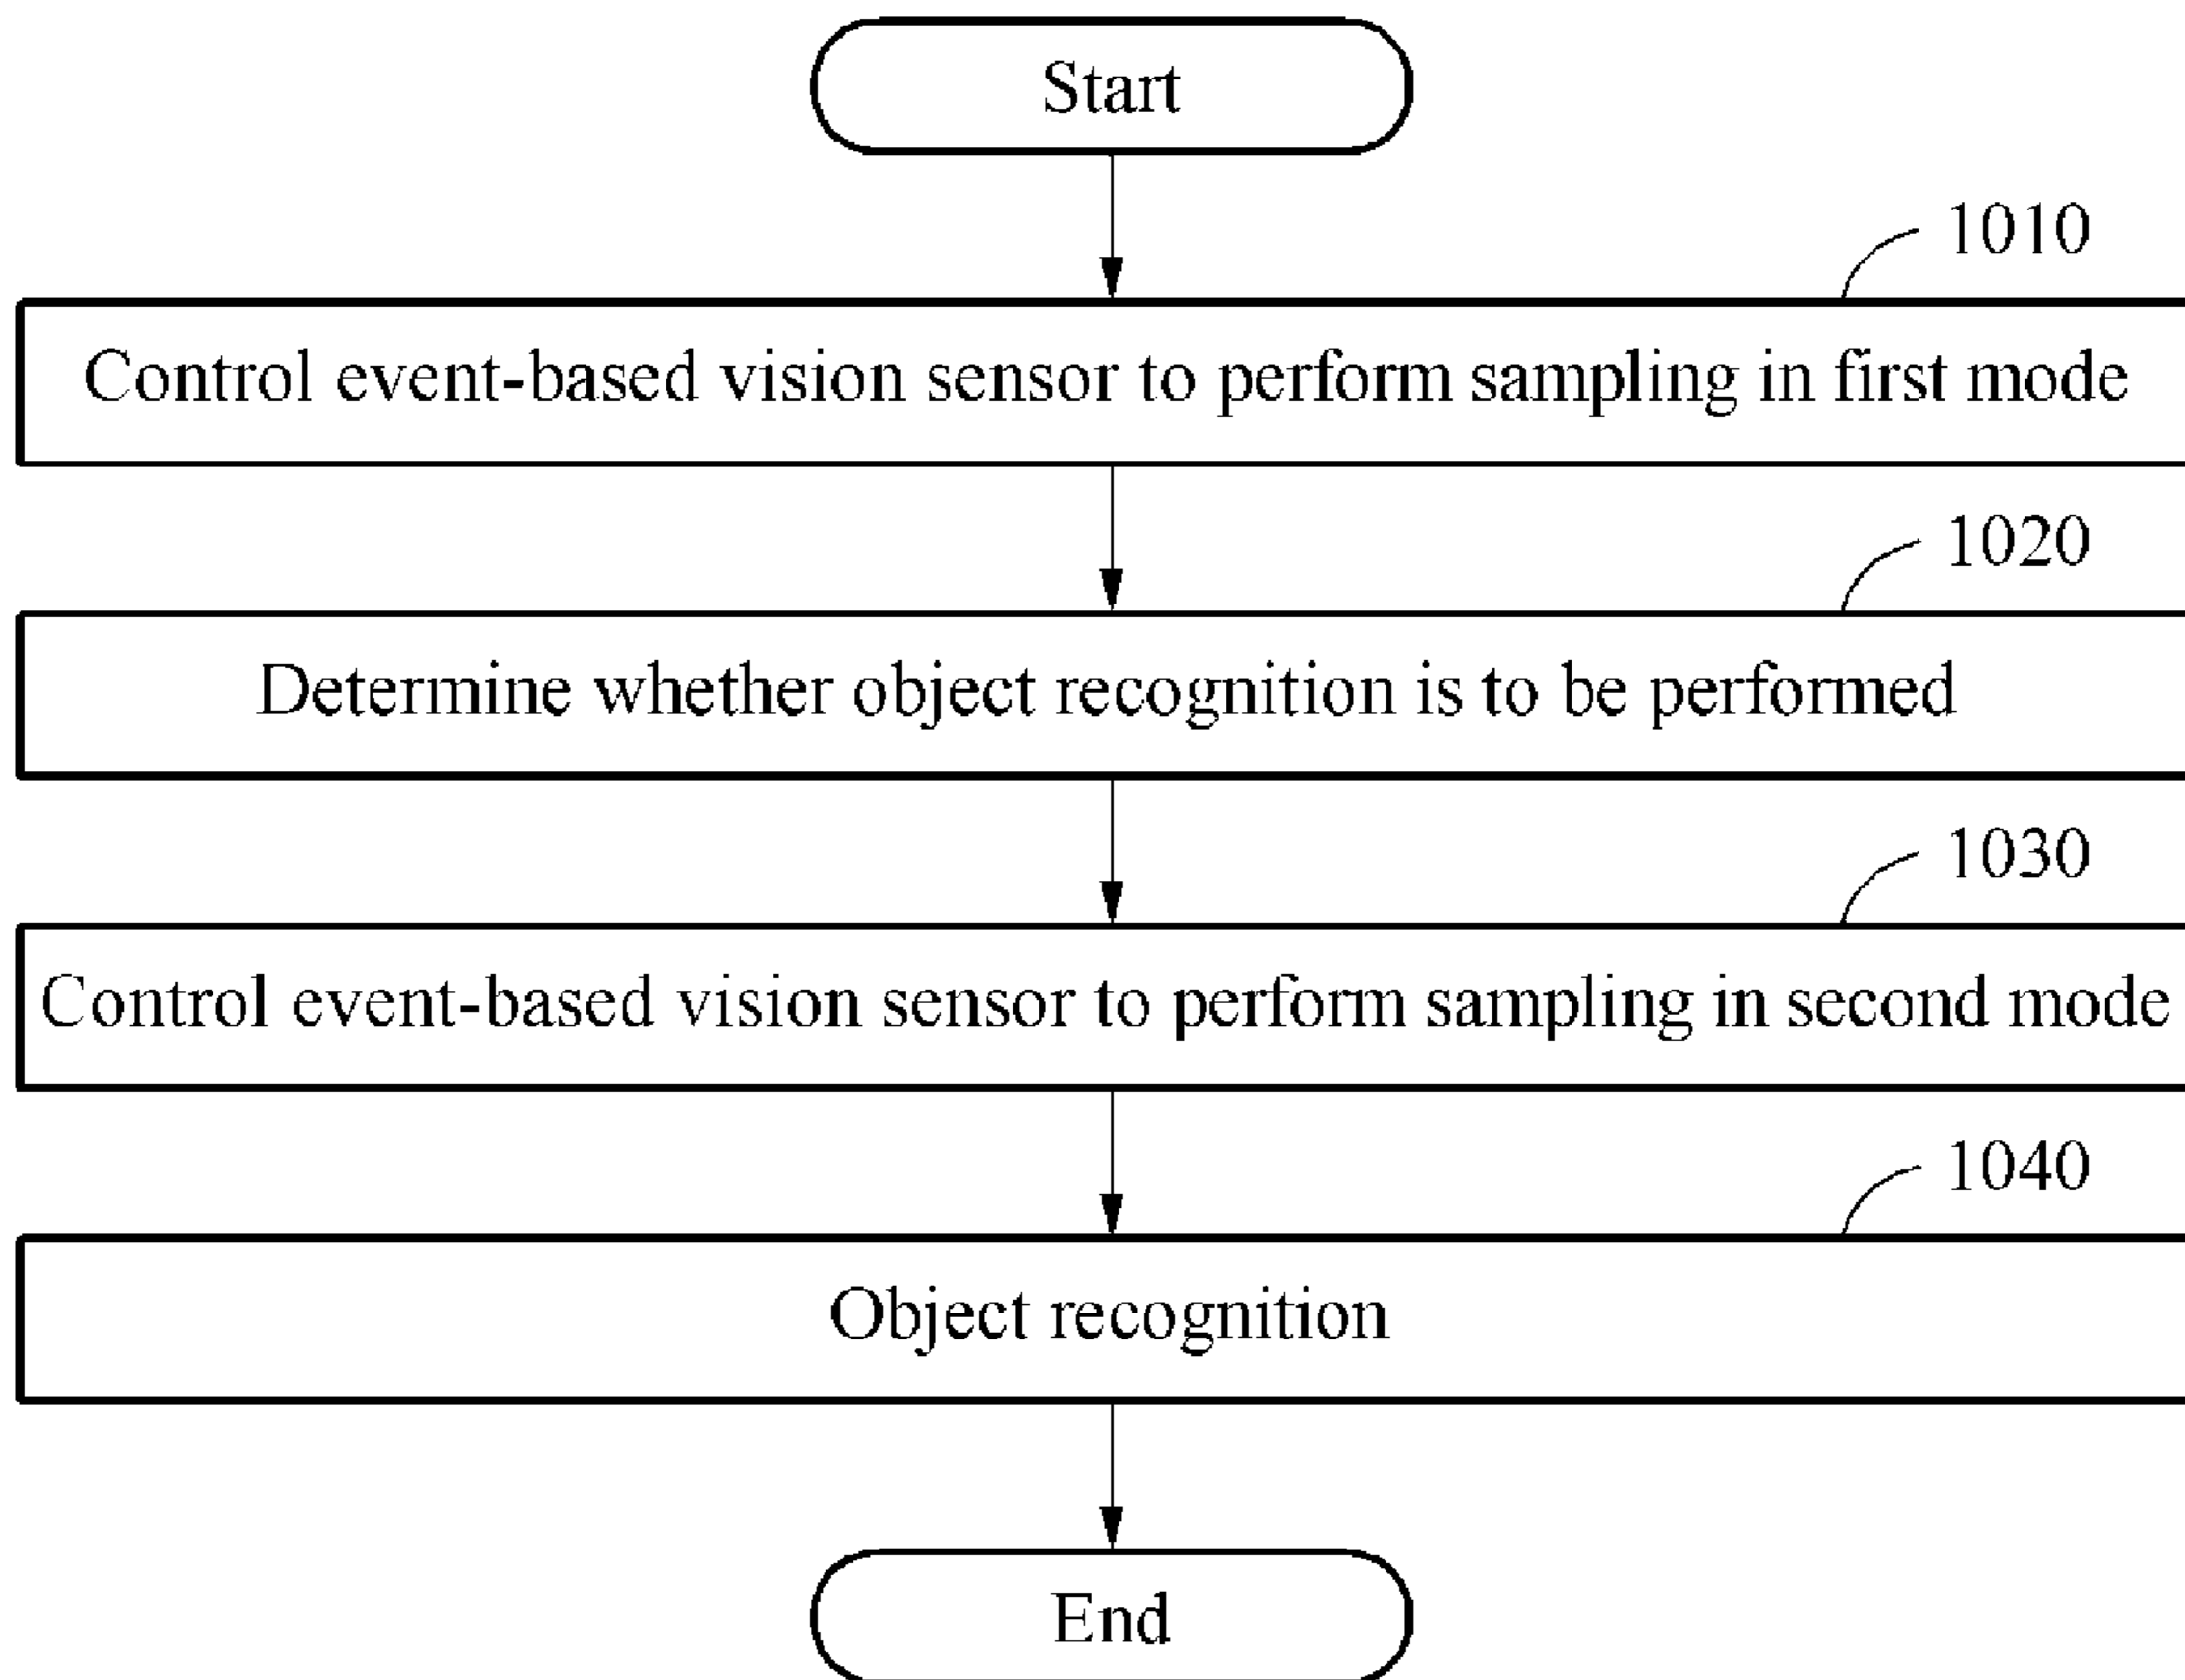 Start
1010
Control event-based vision sensor to perform sampling in first mode
1020
Determine whether object recognition is to be performed
1030
Control event-based vision sensor to perform sampling in second mode
1040
Object recognition
End